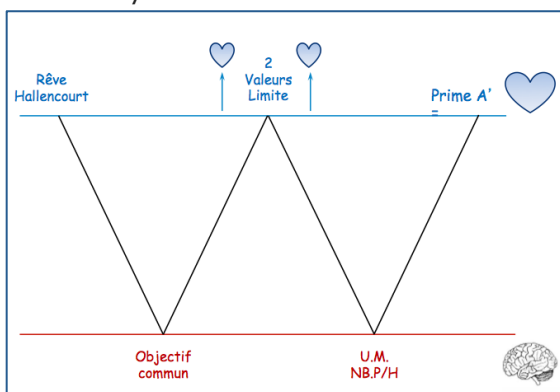 Rêve
Hallencourt
2
Valeurs
Limite
Prime A'
=
Objectif
commun
U.M.
NB.P/H